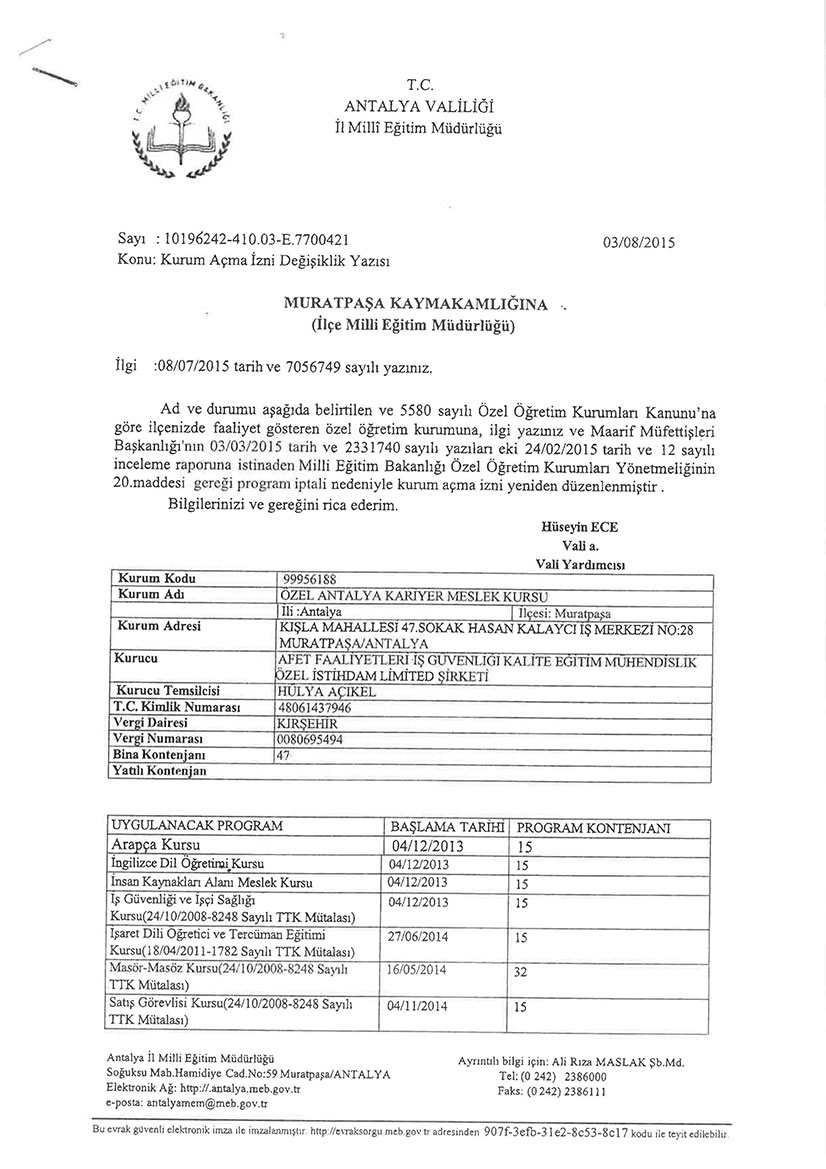 T.C. MİLLİ EĞİTİM BAKANLIĞI
T.C.
ANTALYA VALİLİĞİ
İl Millî Eğitim Müdürlüğü
Sayı : 10196242-410.03-E.7700421
03/08/2015
Konu: Kurum Açma İzni Değişiklik Yazısı
MURATPAŞA KAYMAKAMLIĞINA
(İlçe Milli Eğitim Müdürlüğü)
İlgi :08/07/2015 tarih ve 7056749 sayılı yazınız.
Ad ve durumu aşağıda belirtilen ve 5580 sayılı Özel Öğretim Kurumları Kanunu'na
göre ilçenizde faaliyet gösteren özel öğretim kurumuna, ilgi yazınız ve Maarif Müfettişleri
Başkanlığı'nın 03/03/2015 tarih ve 2331740 sayılı yazıları eki 24/02/2015 tarih ve 12 sayılı
inceleme raporuna istinaden Milli Eğitim Bakanlığı Özel Öğretim Kurumları Yönetmeliğinin
20.maddesi gereği program iptali nedeniyle kurum açma izni yeniden düzenlenmiştir .
Bilgilerinizi ve gereğini rica ederim.
Hüseyin ECE
Vali a.
Vali Yardımcısı
Kurum Kodu 99956188
Kurum Adı ÖZEL ANTALYA KARİYER MESLEK KURSU
İli :Antalya İlçesi: Muratpaşa
Kurum Adresi KIŞLA MAHALLESİ 47.SOKAK HASAN KALAYCI İŞ MERKEZİ NO:28
MURATPAŞA/ANTALYA
Kurucu AFET FAALİYETLERİ İŞ GÜVENLİĞİ KALİTE EĞİTİM MÜHENDİSLİK
ÖZEL İSTİHDAM LİMİTED ŞİRKETİ
Kurucu Temsilcisi HÜLYA AÇIKEL
T.C. Kimlik Numarası 48061437946
Vergi Dairesi KIRŞEHİR
Vergi Numarası 0080695494
Bina Kontenjanı 47
Yatılı Kontenjan
UYGULANACAK PROGRAM BAŞLAMA TARİHİ PROGRAM KONTENJANI
Arapça Kursu 04/12/2013 15
İngilizce Dil Öğretimi Kursu 04/12/2013 15
İnsan Kaynakları Alanı Meslek Kursu 04/12/2013 15
İş Güvenliği ve İşçi Sağlığı 04/12/2013 15
Kursu(24/10/2008-8248 Sayılı TTK Mütalası)
İşaret Dili Öğretici ve Tercüman Eğitimi 27/06/2014 15
Kursu(18/04/2011-1782 Sayılı TTK Mütalası)
Masör-Masöz Kursu(24/10/2008-8248 Sayılı 16/05/2014 32
TTK Mütalası)
Satış Görevlisi Kursu(24/10/2008-8248 Sayılı 04/11/2014 15
TTK Mütalası)
Antalya İl Milli Eğitim Müdürlüğü
Soğuksu Mah.Hamidiye Cad.No:59 Muratpaşa/ANTALYA
Elektronik Ağ: http://.antalya.meb.gov.tr
e-posta: antalyamem@meb.gov.tr
Ayrıntılı bilgi için: Ali Rıza MASLAK Şb.Md.
Tel: (0 242) 2386000
Faks: (0 242) 2386111
Bu evrak güvenli elektronik imza ile imzalanmıştır. http://evraksorgu.meb.gov.tr adresinden 907f-3efb-31e2-8c53-8c17 kodu ile teyit edilebilir.